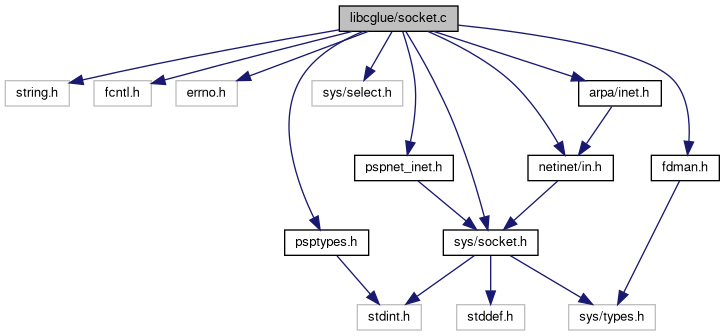 libcglue/socket.c
string.h
fcntl.h
errno.h
sys/select.h
arpa/inet.h
pspnet_inet.h
netinet/in.h
fdman.h
psptypes.h
sys/socket.h
stdint.h
stddef.h
sys/types.h